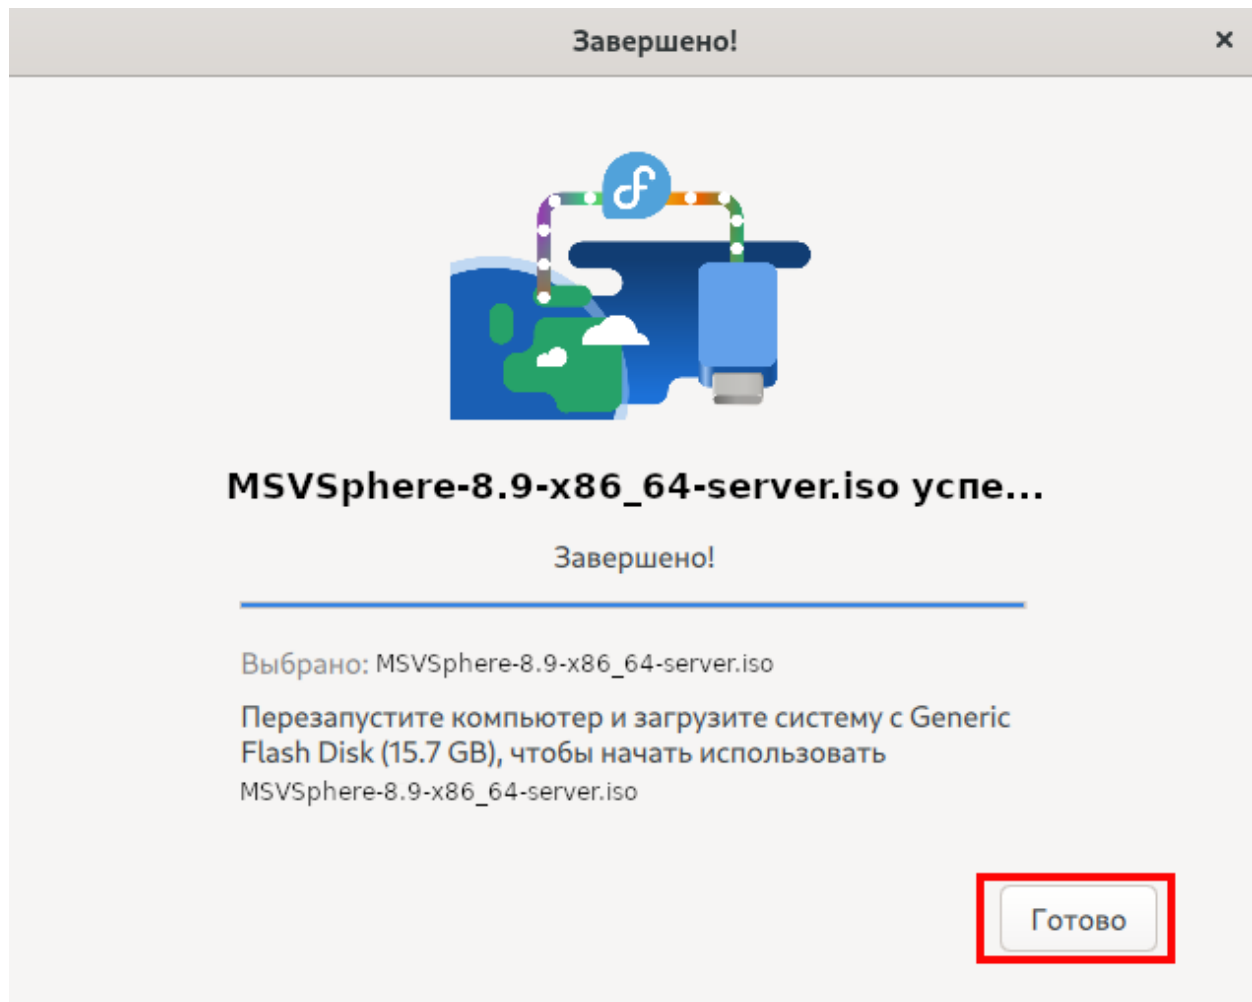 Завершено!
MSVSphere-8.9-x86_64-server.iso успе...
Завершено!
Выбрано: MSVSphere-8.9-x86_64-server.iso
Перезапустите компьютер и загрузите систему с Generic
Flash Disk (15.7 GB), чтобы начать использовать
MSVSphere-8.9-x86_64-server.iso
Готово